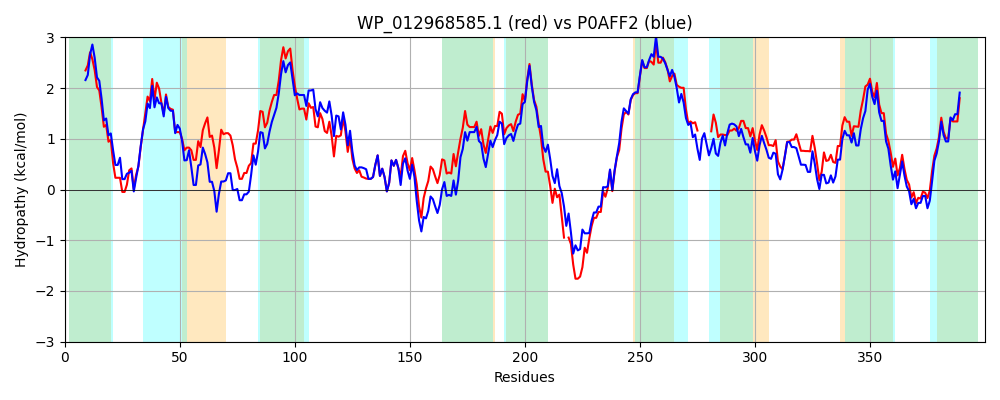 WP_012968585.1 (red) vs P0AFF2 (blue)
Hydropathy (kcal/mol)
3
2
1
0
−1
−2
−3
0 50 100 150 200 250 300 350
Residues